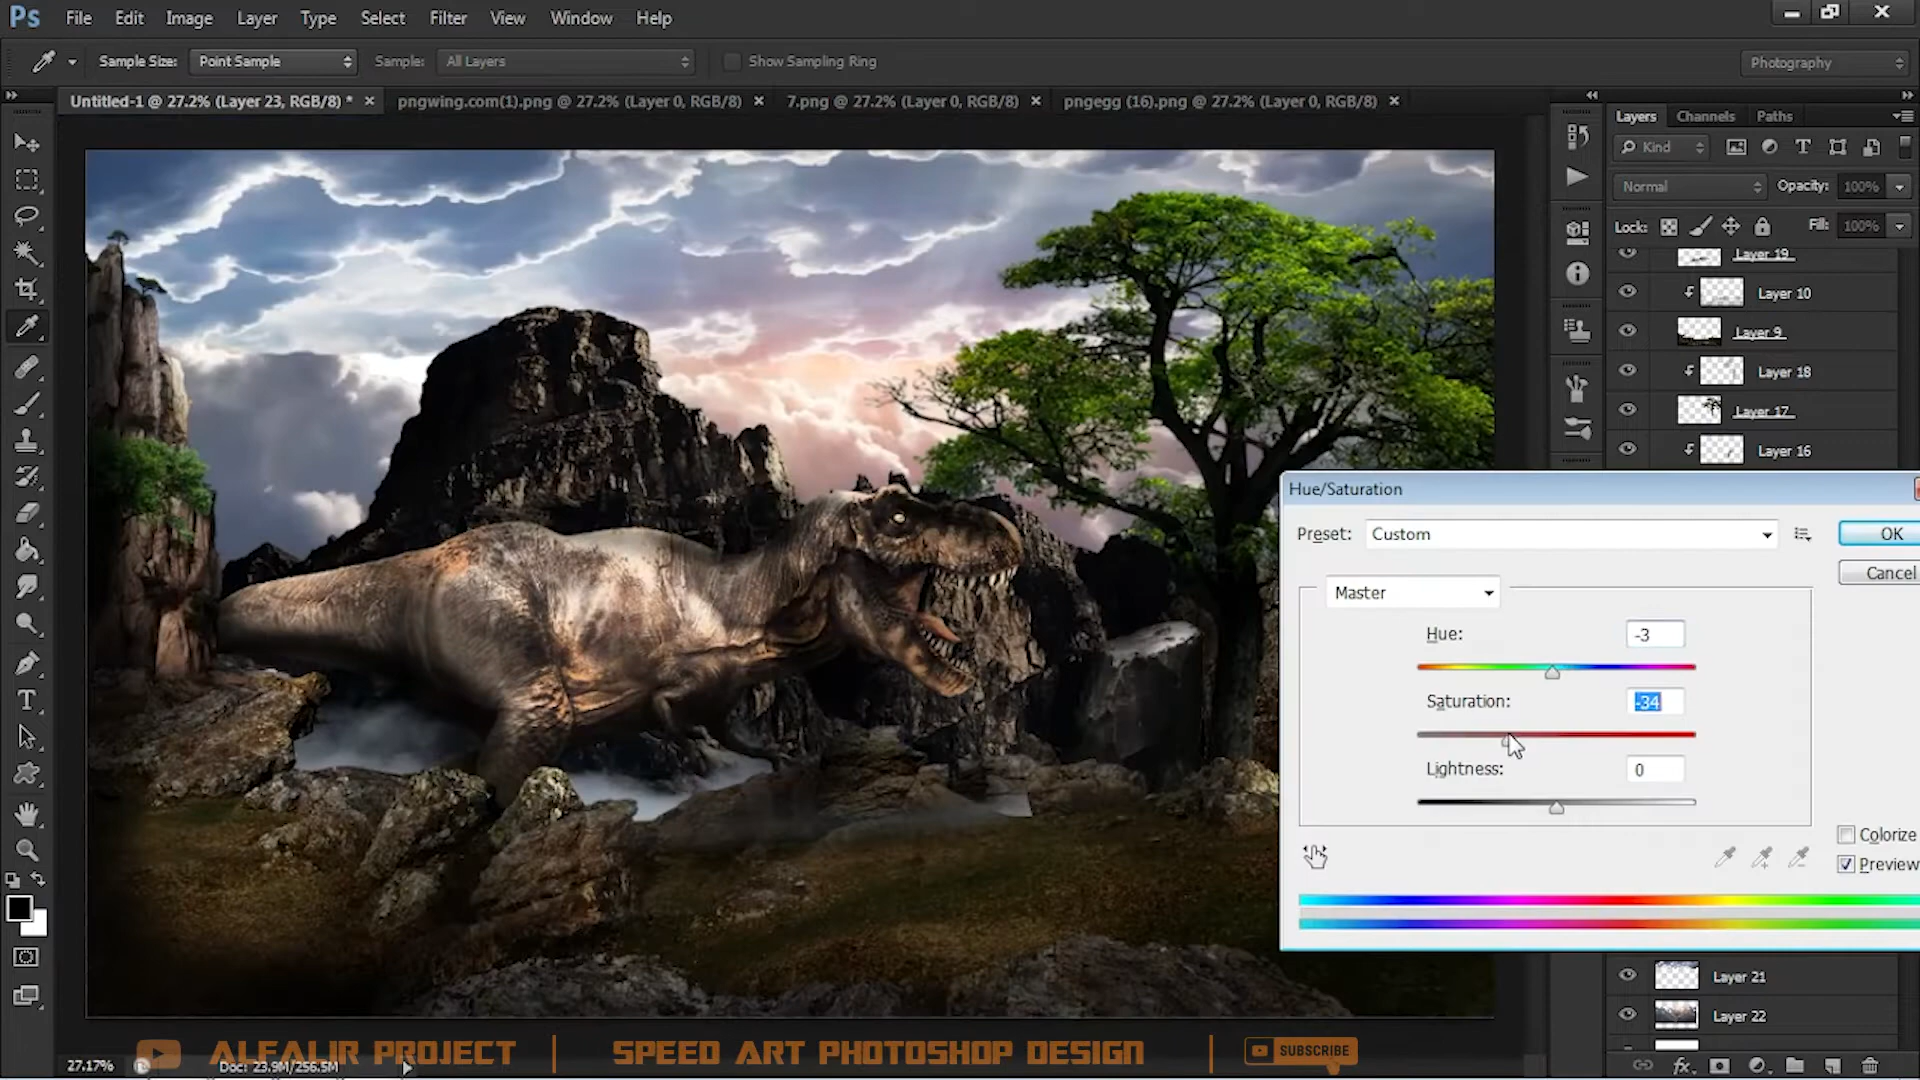 Ps File Edit Image Layer Type Select Filter View Window Help
Sample Size: Point Sample Sample: All Layers Show Sampling Ring Photography
Untitled-1 @ 27.2% (Layer 23, RGB/8) * × pngwing.com(1).png @ 27.2% (Layer 0, RGB/8) × 7.png @ 27.2% (Layer 0, RGB/8) × pngegg (16).png @ 27.2% (Layer 0, RGB/8) ×
Layers Channels Paths
Kind
Normal Opacity: 100%
Lock: Fill: 100%
Layer 19
Layer 10
Layer 9
Layer 18
Layer 17
Layer 16
Hue/Saturation
Preset: Custom OK
Cancel
Master
Hue: -3
Saturation: -34
Lightness: 0
Colorize
Preview
Layer 21
Layer 22
27.17% Doc: 23.9M/256.5M
ALFALIR PROJECT | SPEED ART PHOTOSHOP DESIGN | SUBSCRIBE